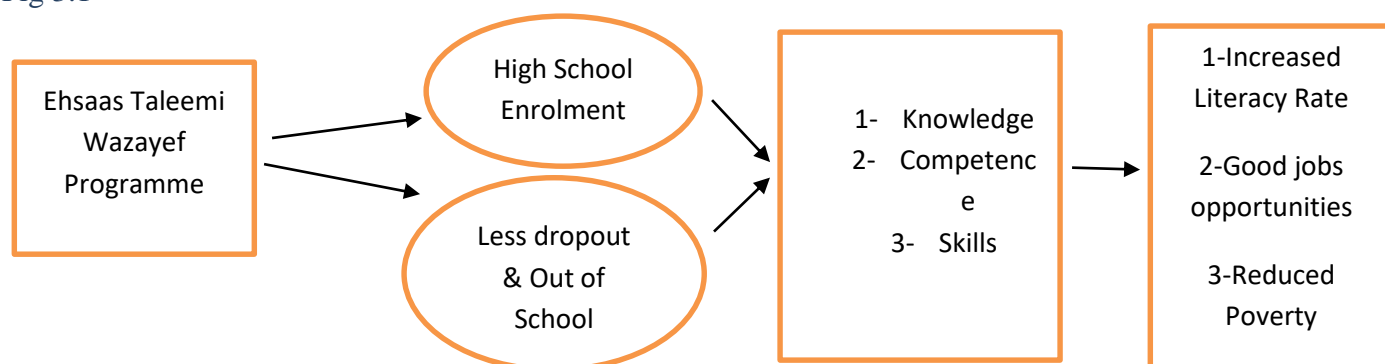 Ehsaas Taleemi
Wazayef
Programme
High School
Enrolment
Less dropout
& Out of
School
1- Knowledge
2- Competenc
e
3- Skills
1-Increased
Literacy Rate
2-Good jobs
opportunities
3-Reduced
Poverty